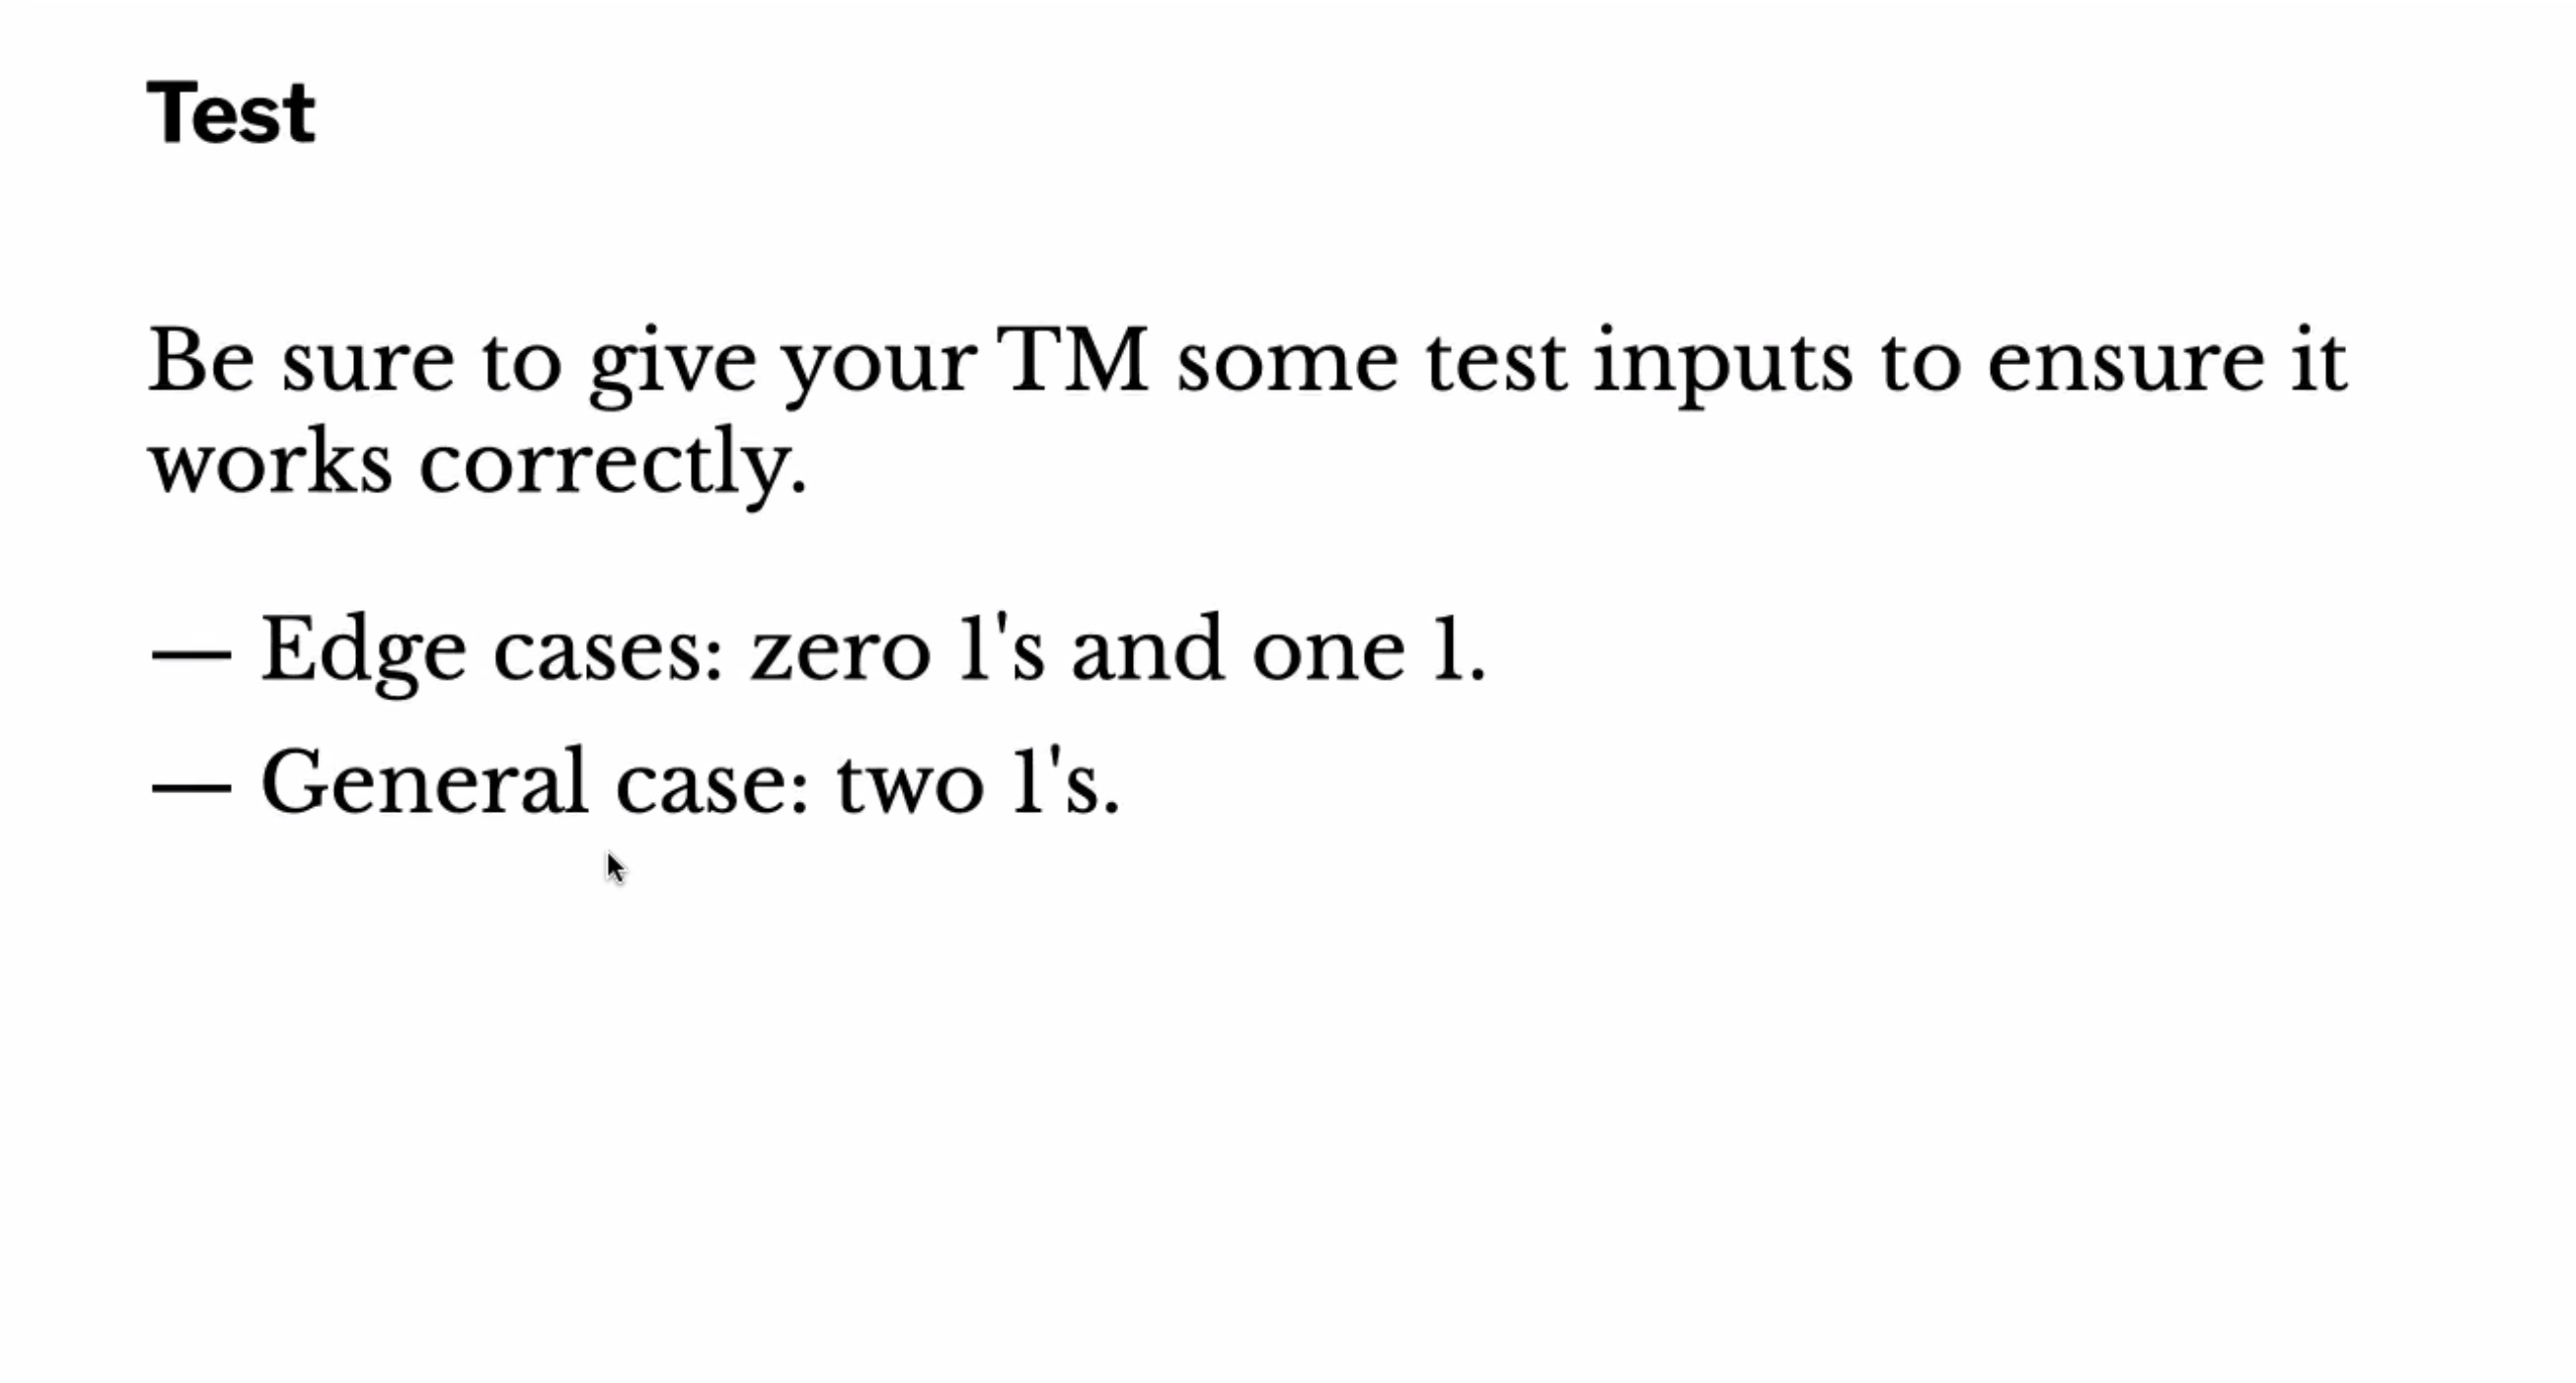 Test
Be sure to give your TM some test inputs to ensure it
works correctly.
— Edge cases: zero 1's and one 1.
— General case: two 1's.